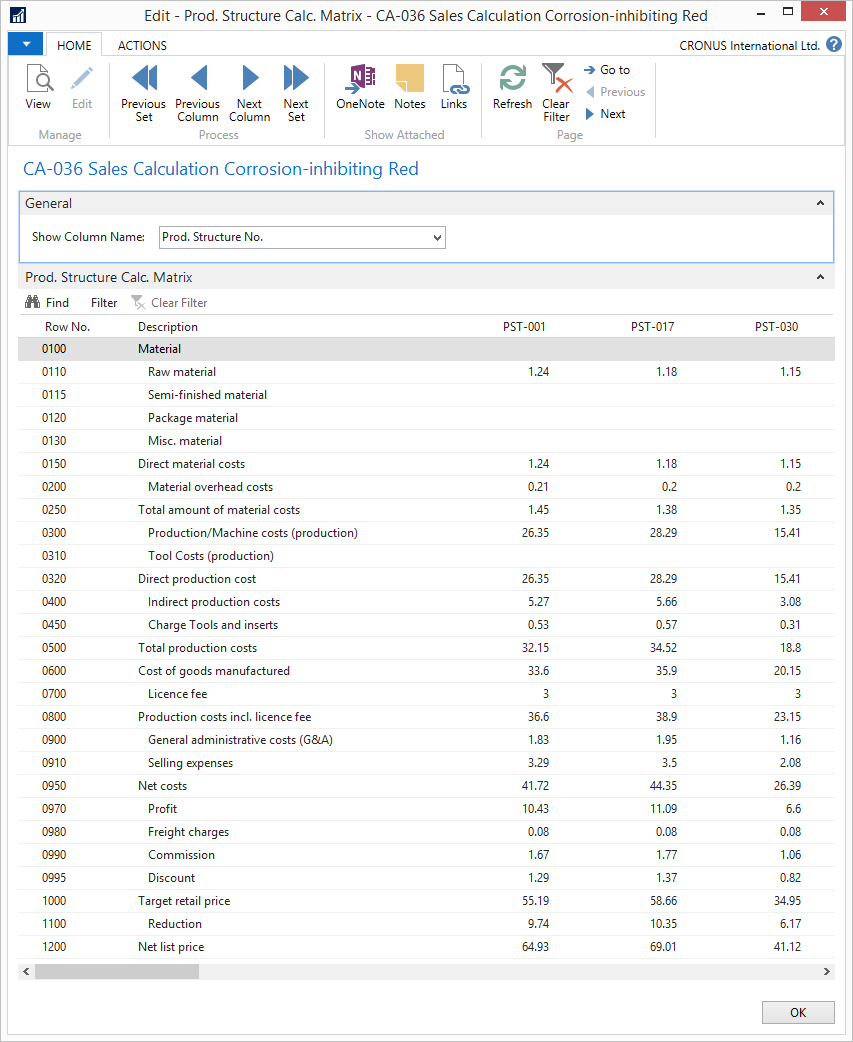 Edit - Prod. Structure Calc. Matrix - CA-036 Sales Calculation Corrosion-inhibiting Red
HOME ACTIONS CRONUS International Ltd. ?
View Edit Previous Set Previous Column Next Column Next Set OneNote Notes Links Refresh Clear Filter Go to
Previous
Next
Manage Process Show Attached Page
CA-036 Sales Calculation Corrosion-inhibiting Red
General
Show Column Name: Prod. Structure No.
Prod. Structure Calc. Matrix
Find Filter Clear Filter
Row No. Description PST-001 PST-017 PST-030
0100 Material
0110 Raw material 1.24 1.18 1.15
0115 Semi-finished material
0120 Package material
0130 Misc. material
0150 Direct material costs 1.24 1.18 1.15
0200 Material overhead costs 0.21 0.2 0.2
0250 Total amount of material costs 1.45 1.38 1.35
0300 Production/Machine costs (production) 26.35 28.29 15.41
0310 Tool Costs (production)
0320 Direct production cost 26.35 28.29 15.41
0400 Indirect production costs 5.27 5.66 3.08
0450 Charge Tools and inserts 0.53 0.57 0.31
0500 Total production costs 32.15 34.52 18.8
0600 Cost of goods manufactured 33.6 35.9 20.15
0700 Licence fee 3 3 3
0800 Production costs incl. licence fee 36.6 38.9 23.15
0900 General administrative costs (G&A) 1.83 1.95 1.16
0910 Selling expenses 3.29 3.5 2.08
0950 Net costs 41.72 44.35 26.39
0970 Profit 10.43 11.09 6.6
0980 Freight charges 0.08 0.08 0.08
0990 Commission 1.67 1.77 1.06
0995 Discount 1.29 1.37 0.82
1000 Target retail price 55.19 58.66 34.95
1100 Reduction 9.74 10.35 6.17
1200 Net list price 64.93 69.01 41.12
OK